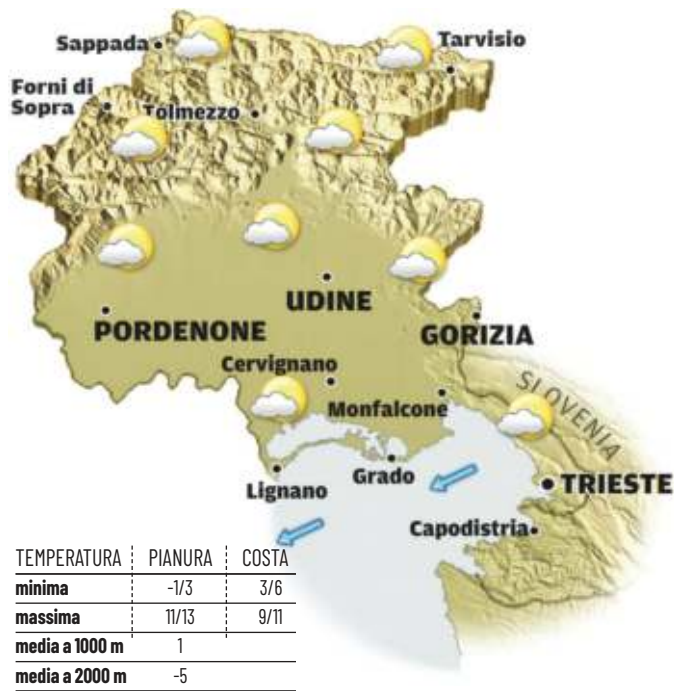 Sappada
Tarvisio
Forni di
Sopra
Tolmezzo
UDINE
PORDENONE
GORIZIA
Cervignano
SLOVENIA
Monfalcone
Grado
Lignano
TRIESTE
Capodistria
TEMPERATURA PIANURA COSTA
minima -1/3 3/6
massima 11/13 9/11
media a 1000 m 1
media a 2000 m -5